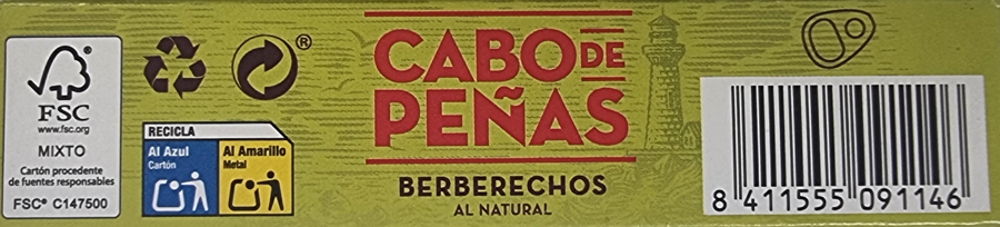 FSC
www.fsc.org
MIXTO
Cartón procedente
de fuentes responsables
FSC® C147500
®
RECICLA
Al Azul
Cartón
Al Amarillo
Metal
CABO DE
PEÑAS
BERBERECHOS
AL NATURAL
8 411555 091146